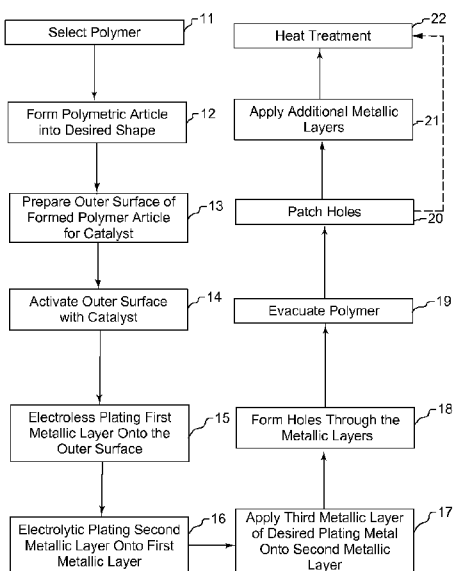 Select Polymer
11
Form Polymetric Article
into Desired Shape
12
Prepare Outer Surface of
Formed Polymer Article
for Catalyst
13
Activate Outer Surface
with Catalyst
14
Electroless Plating First
Metallic Layer Onto the
Outer Surface
15
Electrolytic Plating Second
Metallic Layer Onto First
Metallic Layer
16
Apply Third Metallic Layer
of Desired Plating Metal
Onto Second Metallic
Layer
17
Form Holes Through the
Metallic Layers
18
Evacuate Polymer
19
Patch Holes
20
Apply Additional Metallic
Layers
21
Heat Treatment
22